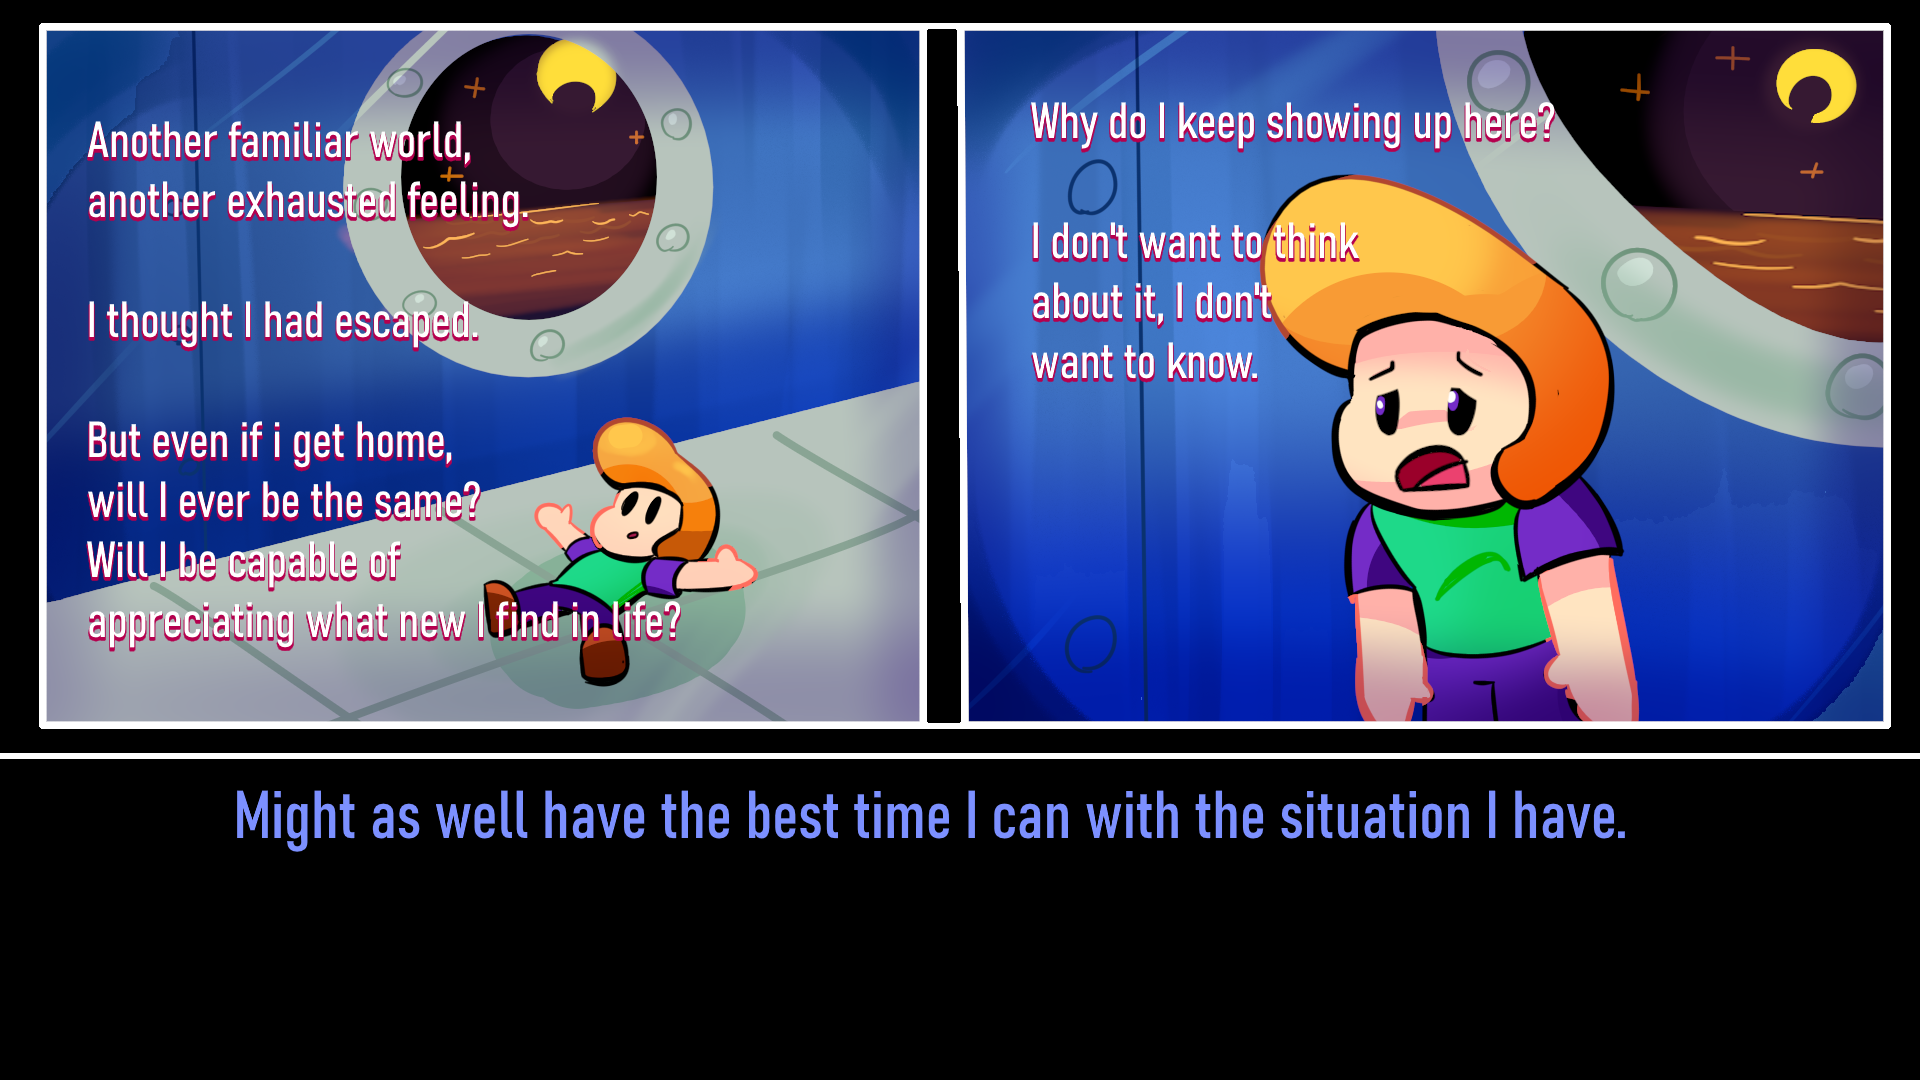 Another familiar world,
another exhausted feeling.
I thought I had escaped.
But even if i get home,
will I ever be the same?
Will I be capable of
appreciating what new I find in life?
Why do I keep showing up here?
I don't want to think
about it, I don't
want to know.
Might as well have the best time I can with the situation I have.